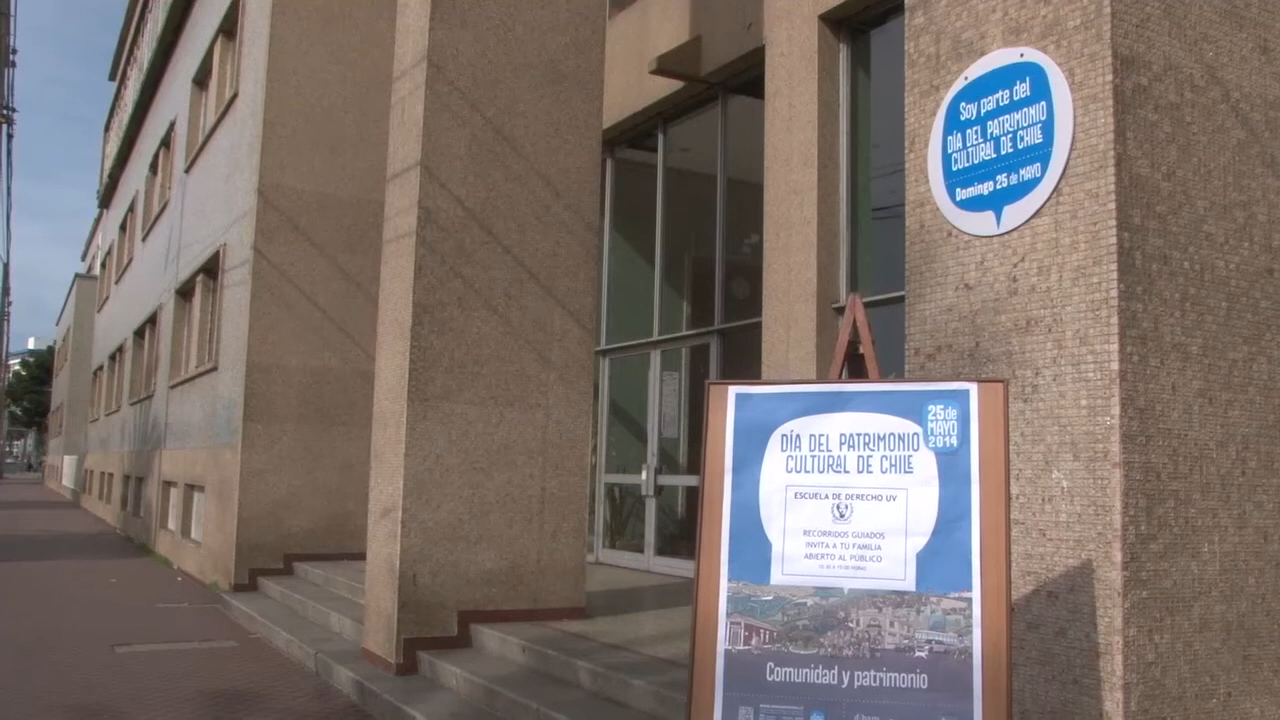 Soy parte del
DÍA DEL PATRIMONIO
CULTURAL DE CHILE
Domingo 25 de MAYO
25 de
MAYO
2014
DÍA DEL PATRIMONIO
CULTURAL DE CHILE
ESCUELA DE DERECHO UV
RECORRIDOS GUIADOS
INVITA A TU FAMILIA
ABIERTO AL PÚBLICO
Comunidad y patrimonio